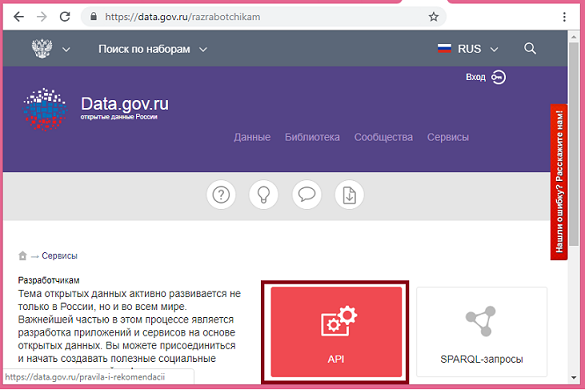 https://data.gov.ru/razrabotchikam
Поиск по наборам
RUS
Вход
Data.gov.ru
открытые данные России
Данные Библиотека Сообщества Сервисы
Нашли ошибку? Расскажите нам!
→ Сервисы
Разработчикам
Тема открытых данных активно развивается не
только в России, но и во всем мире.
Важнейшей частью в этом процессе является
разработка приложений и сервисов на основе
открытых данных. Вы можете присоединиться
и начать создавать полезные социальные
API
SPARQL-запросы
https://data.gov.ru/pravila-i-rekomendacii